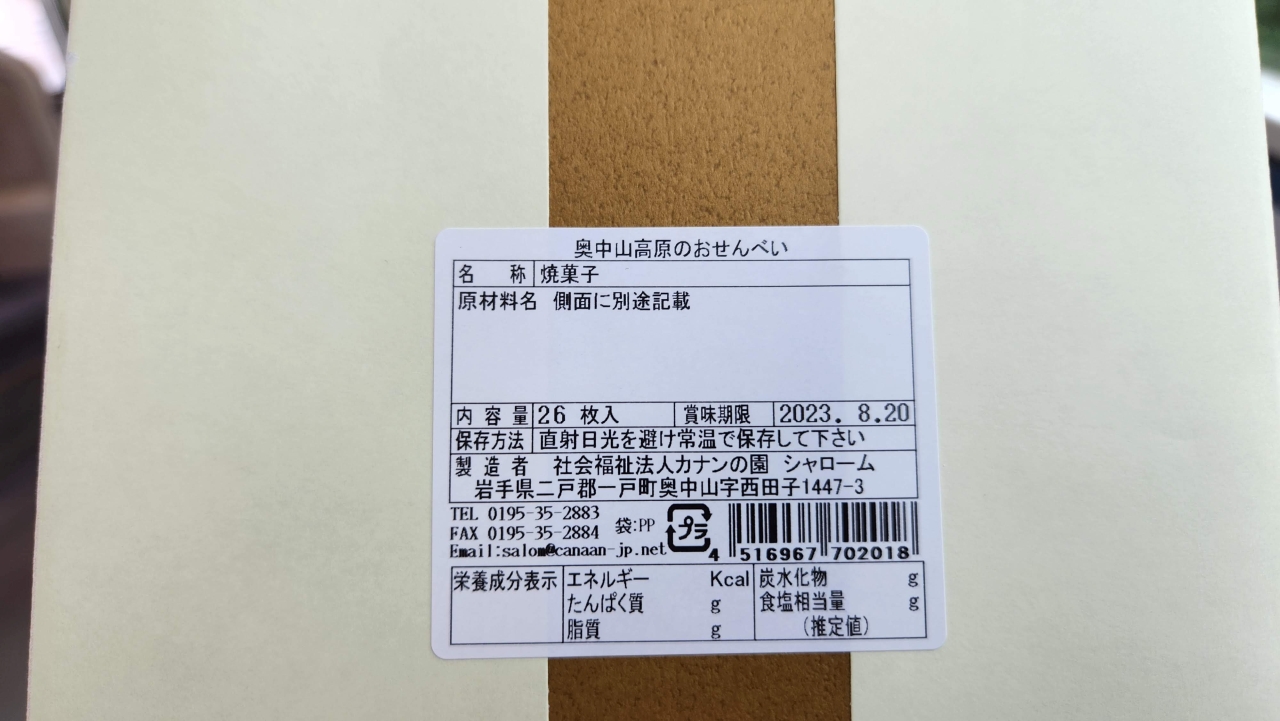 奥中山高原のおせんべい
名 称 焼菓子
原材料名 側面に別途記載
内容量 26 枚入 賞味期限 2023. 8.20
保存方法 直射日光を避け常温で保存して下さい
製造者 社会福祉法人カナンの園 シャローム
岩手県二戸郡一戸町奥中山字西田子1447-3
TEL 0195-35-2883
FAX 0195-35-2884 袋:PP プラ
Email:salom@canaan-jp.net
4 516967 702018
栄養成分表示 エネルギー Kcal 炭水化物 g
たんぱく質 g 食塩相当量 g
脂質 g (推定値)